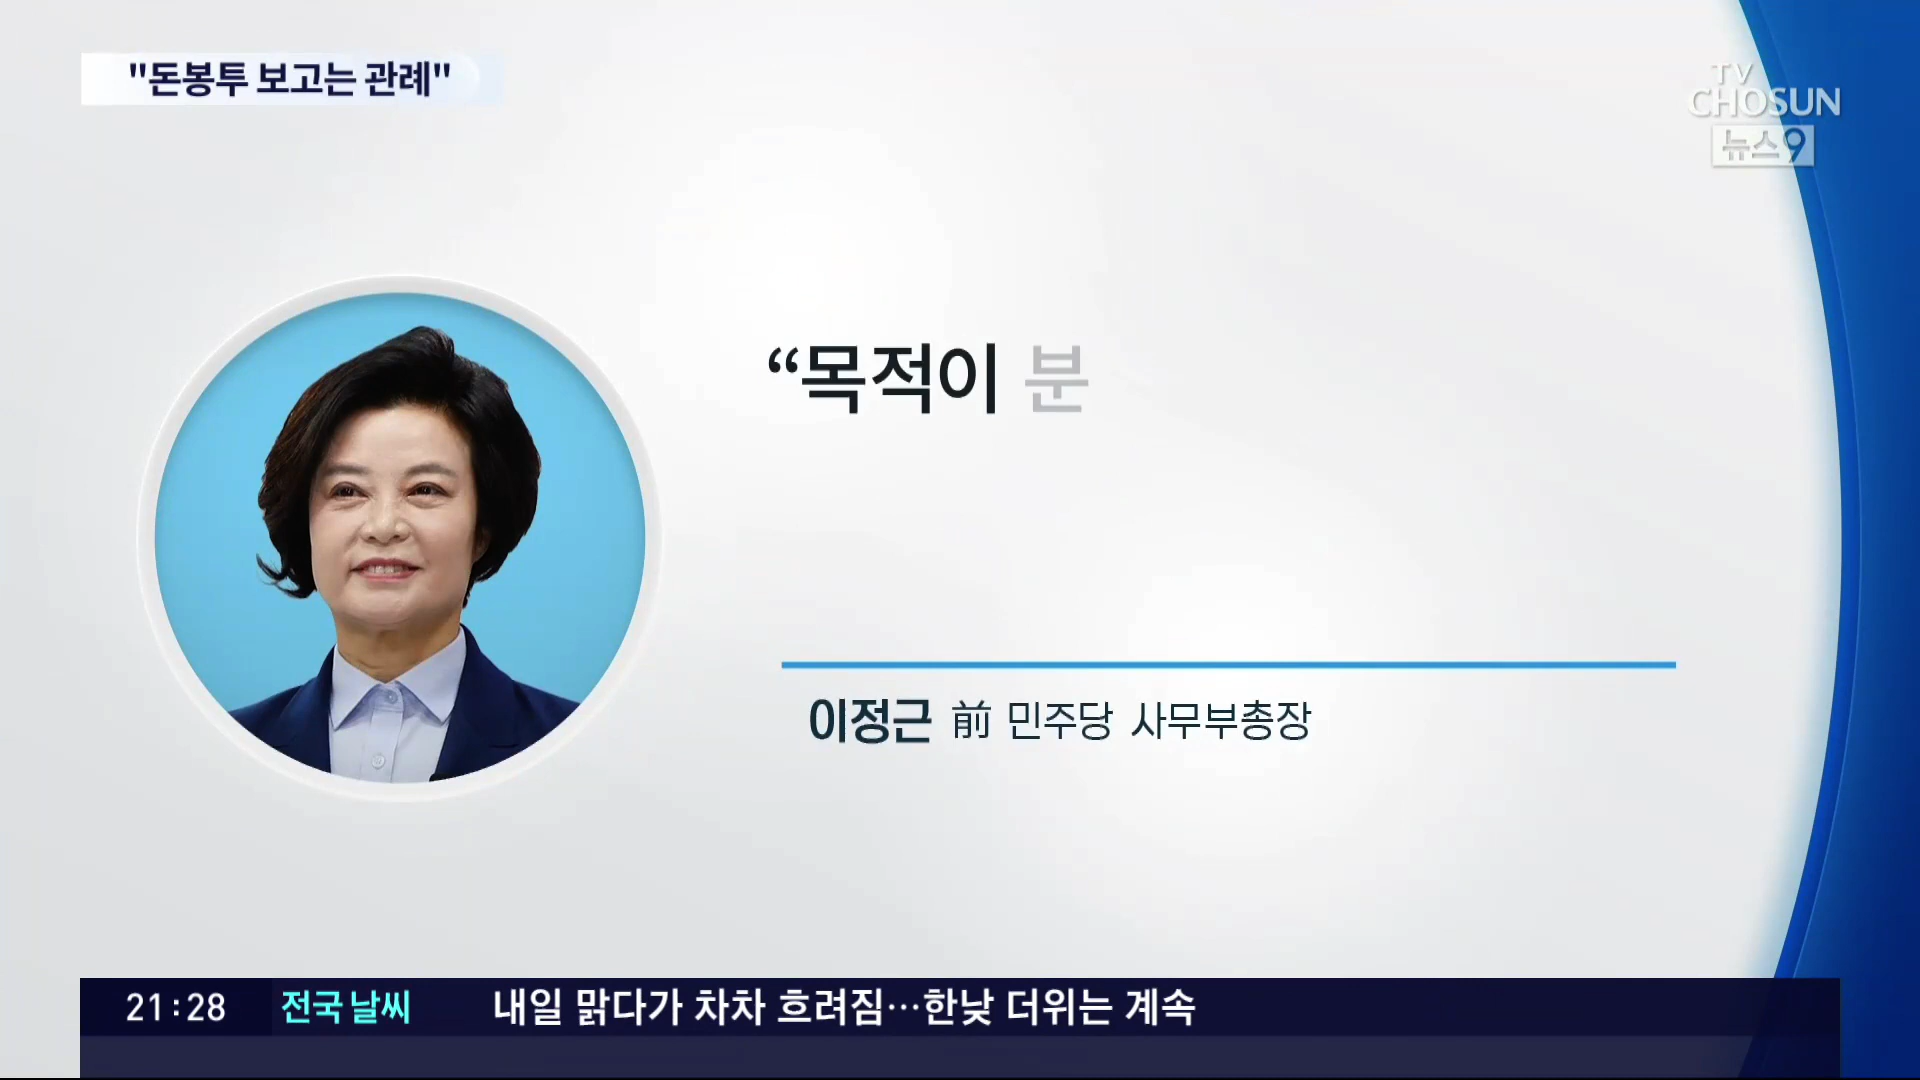 "돈봉투 보고는 관례"
TV
CHOSUN
뉴스9
“목적이 분
이정근 前 민주당 사무부총장
21:28 전국 날씨 내일 맑다가 차차 흐려짐…한낮 더위는 계속